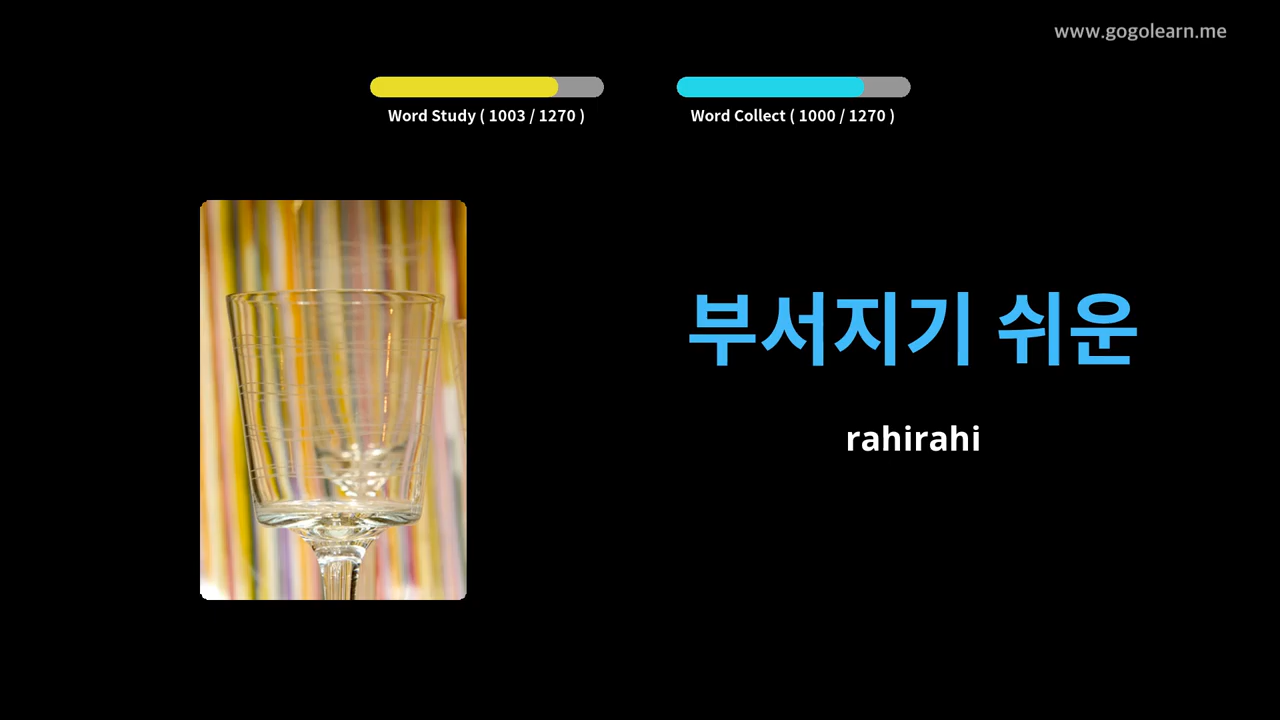 www.gogolearn.me
Word Study ( 1003 / 1270 )
Word Collect ( 1000 / 1270 )
부서지기 쉬운
rahirahi